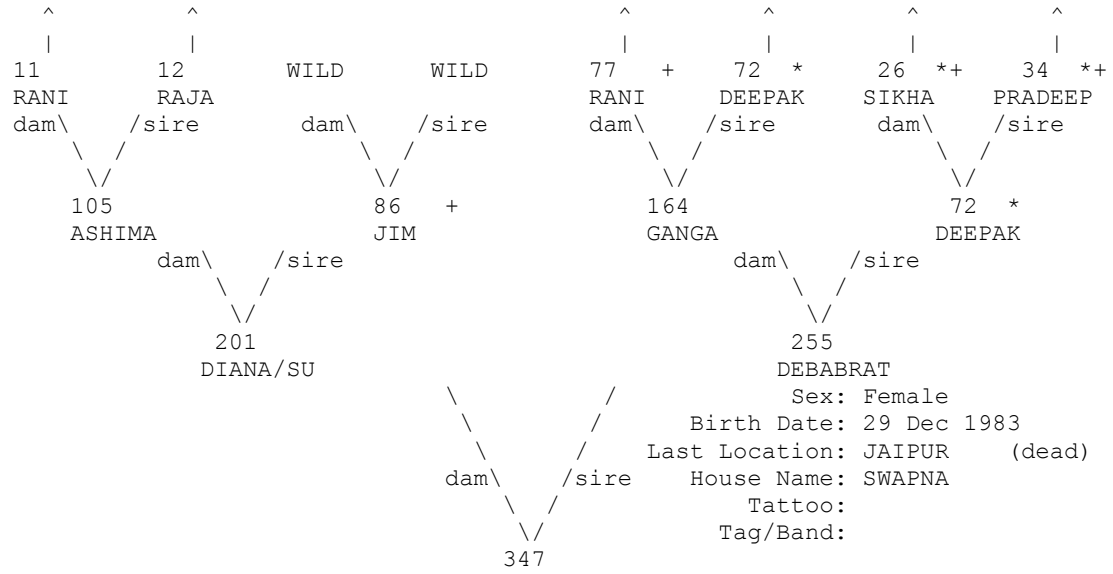 ^ ^ ^ ^ ^ ^
| | | | | |
11 12 WILD WILD 77 + 72 * 26 *+ 34 *+
RANI RAJA RANI DEEPAK SIKHA PRADEEP
dam\ /sire dam\ /sire dam\ /sire dam\ /sire
\ / \ / \ / \ /
\/ \/ \/ \/
105 86 + 164 72 *
ASHIMA JIM GANGA DEEPAK
dam\ /sire dam\ /sire
\ / \ /
\/ \/
201 255
DIANA/SU DEBABRAT
\ / Sex: Female
\ / Birth Date: 29 Dec 1983
\ / Last Location: JAIPUR (dead)
dam\ /sire House Name: SWAPNA
\ / Tattoo:
\/ Tag/Band:
347